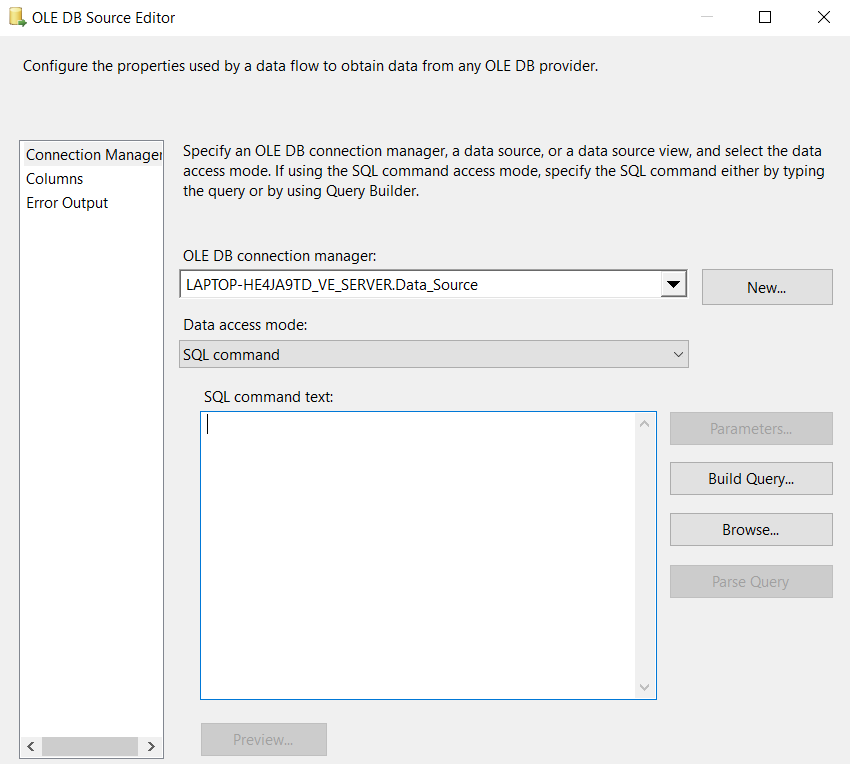 OLE DB Source Editor
Configure the properties used by a data flow to obtain data from any OLE DB provider.
Connection Manager
Columns
Error Output
Specify an OLE DB connection manager, a data source, or a data source view, and select the data
access mode. If using the SQL command access mode, specify the SQL command either by typing
the query or by using Query Builder.
OLE DB connection manager:
LAPTOP-HE4JA9TD_VE_SERVER.Data_Source
New...
Data access mode:
SQL command
SQL command text:
Parameters...
Build Query...
Browse...
Parse Query
Preview...